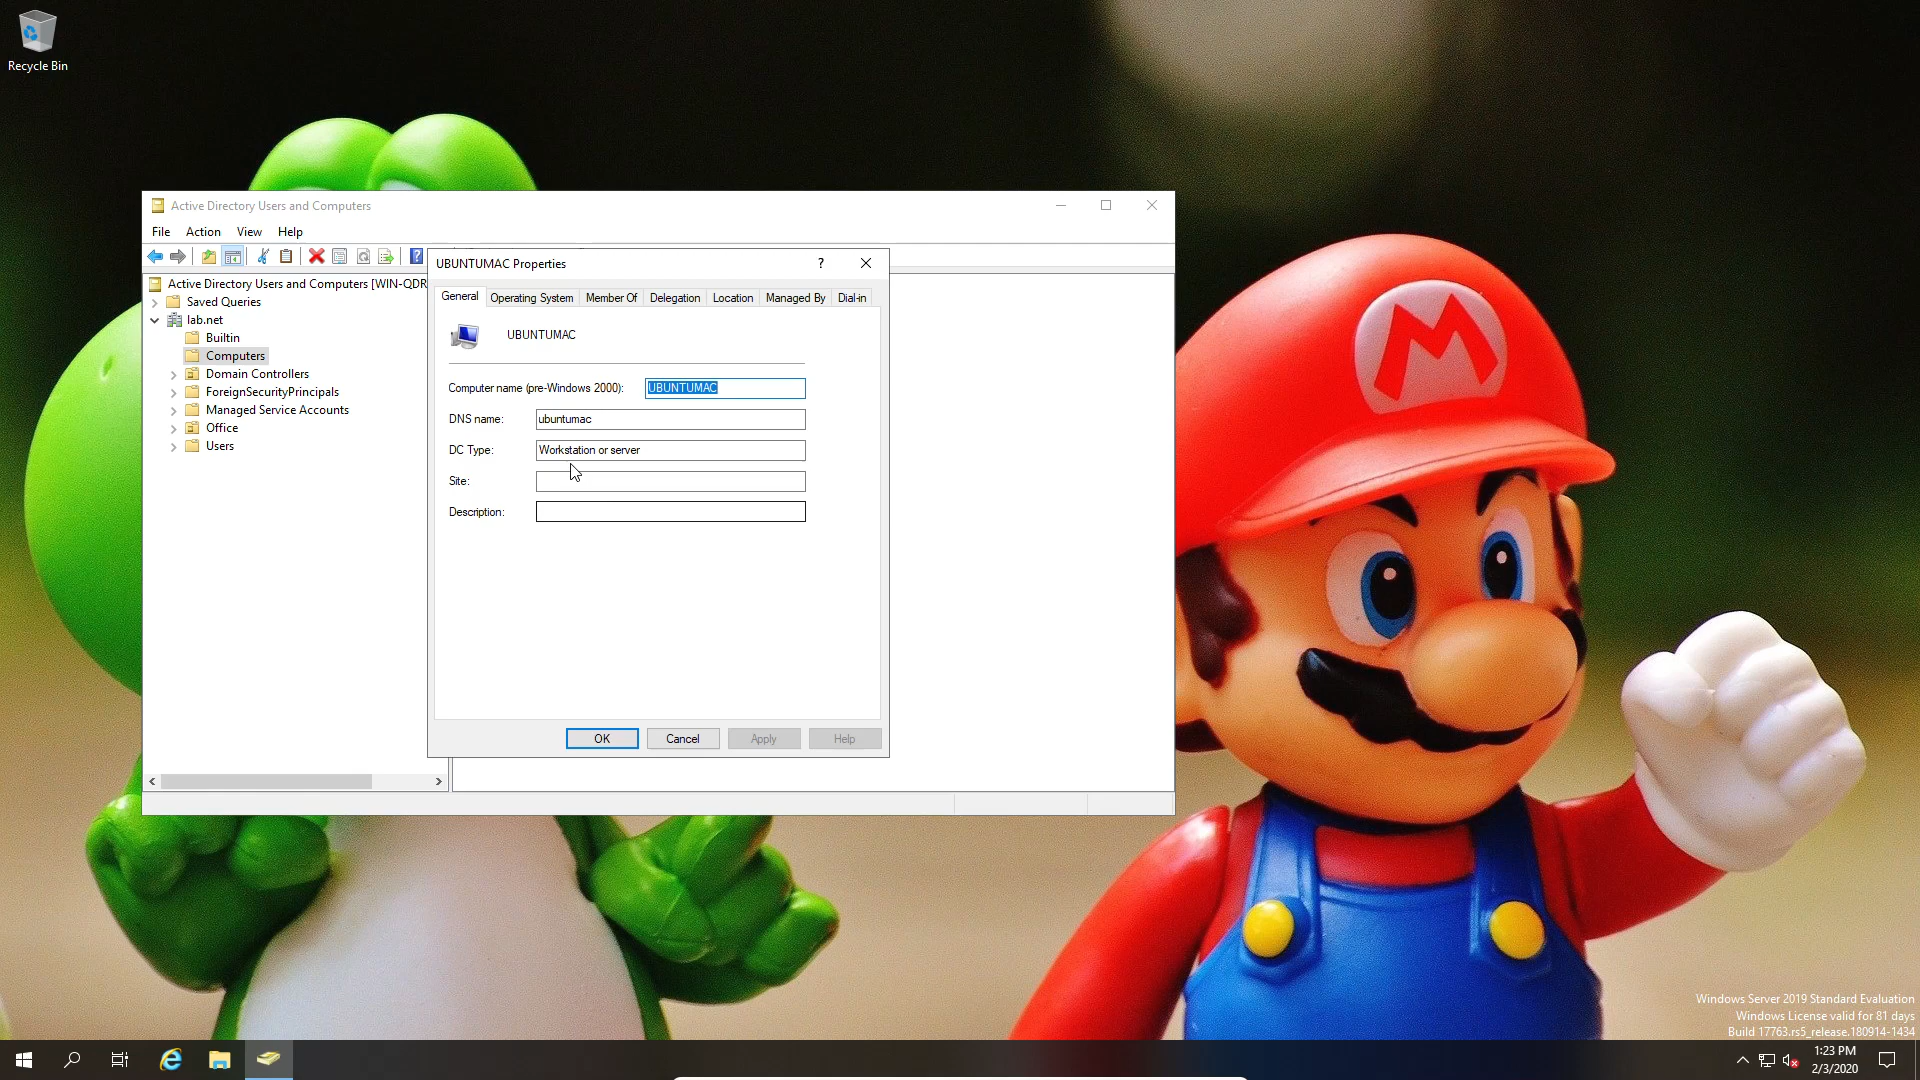 Recycle Bin
Active Directory Users and Computers
File Action View Help
UBUNTUMAC Properties
Active Directory Users and Computers [WIN-QDR
Saved Queries
lab.net
Builtin
Computers
Domain Controllers
ForeignSecurityPrincipals
Managed Service Accounts
Office
Users
General Operating System Member Of Delegation Location Managed By Dial-in
UBUNTUMAC
Computer name (pre-Windows 2000): UBUNTUMAC
DNS name: ubuntumac
DC Type: Workstation or server
Site:
Description:
OK Cancel Apply Help
M
Windows Server 2019 Standard Evaluation
Windows License valid for 81 days
Build 17763.rs5_release.180914-1434
1:23 PM
2/3/2020